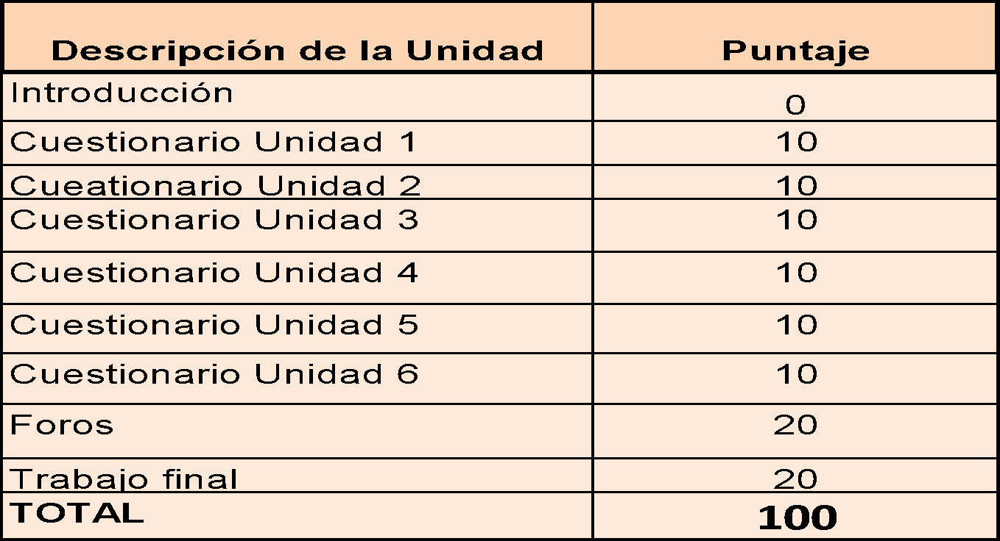 Descripción de la Unidad Puntaje
Introducción 0
Cuestionario Unidad 1 10
Cueationario Unidad 2 10
Cuestionario Unidad 3 10
Cuestionario Unidad 4 10
Cuestionario Unidad 5 10
Cuestionario Unidad 6 10
Foros 20
Trabajo final 20
TOTAL 100